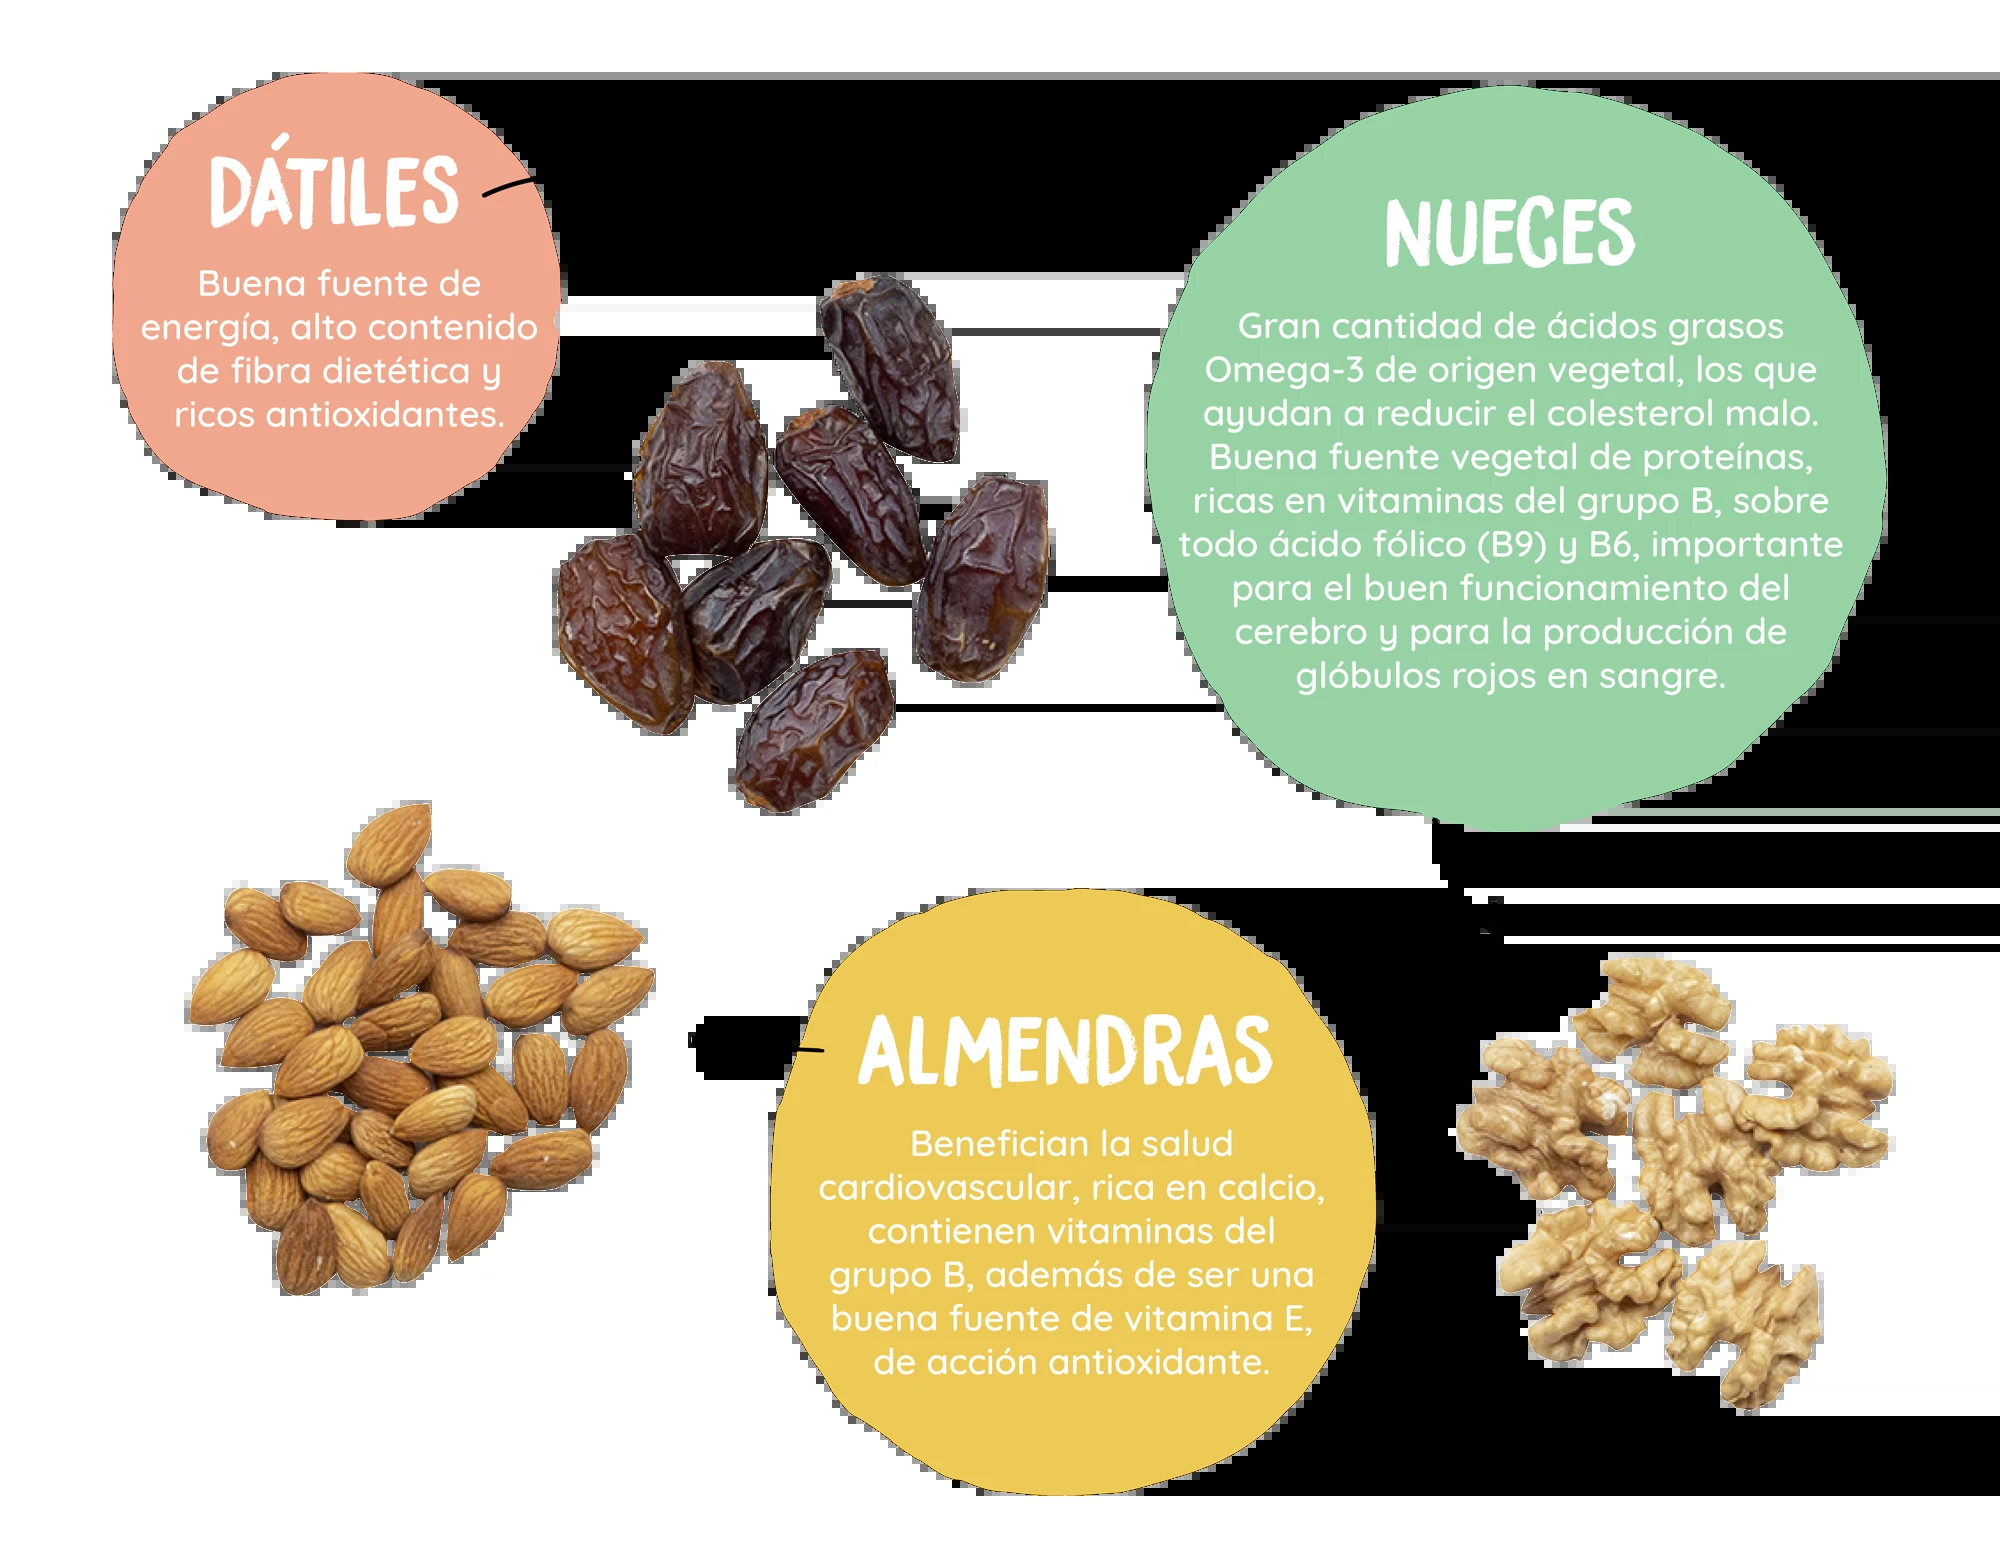 DÁTILES
Buena fuente de
energía, alto contenido
de fibra dietética y
ricos antioxidantes.
NUECES
Gran cantidad de ácidos grasos
Omega-3 de origen vegetal, los que
ayudan a reducir el colesterol malo.
Buena fuente vegetal de proteínas,
ricas en vitaminas del grupo B, sobre
todo ácido fólico (B9) y B6, importante
para el buen funcionamiento del
cerebro y para la producción de
glóbulos rojos en sangre.
ALMENDRAS
Benefician la salud
cardiovascular, rica en calcio,
contienen vitaminas del
grupo B, además de ser una
buena fuente de vitamina E,
de acción antioxidante.